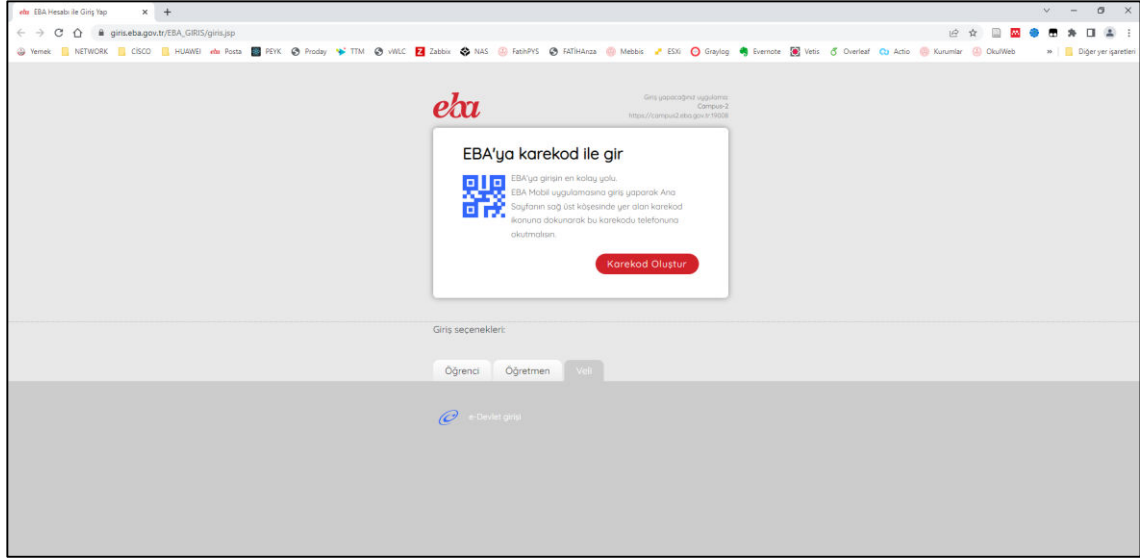 eba EBA Hesabı ile Giriş Yap
giris.eba.gov.tr/EBA_GIRIS/giris.jsp
Yemek NETWORK CISCO HUAWEI eba Posta PEYK Proday TTM vWLC Zabbix NAS FatihPYS FATİHArıza Mebbis ESXi Graylog Evernote Vetis Overleaf Actio Kurumlar OkulWeb » Diğer yer işaretleri
eba
Giriş yapacağınız uygulama:
Campus-2
https://campus2.eba.gov.tr:19008
EBA'ya karekod ile gir
EBA'ya girişin en kolay yolu.
EBA Mobil uygulamasına giriş yaparak Ana
Sayfanın sağ üst köşesinde yer alan karekod
ikonuna dokunarak bu karekodu telefonuna
okutmalısın.
Karekod Oluştur
Giriş seçenekleri:
Öğrenci Öğretmen Veli
e-Devlet girişi